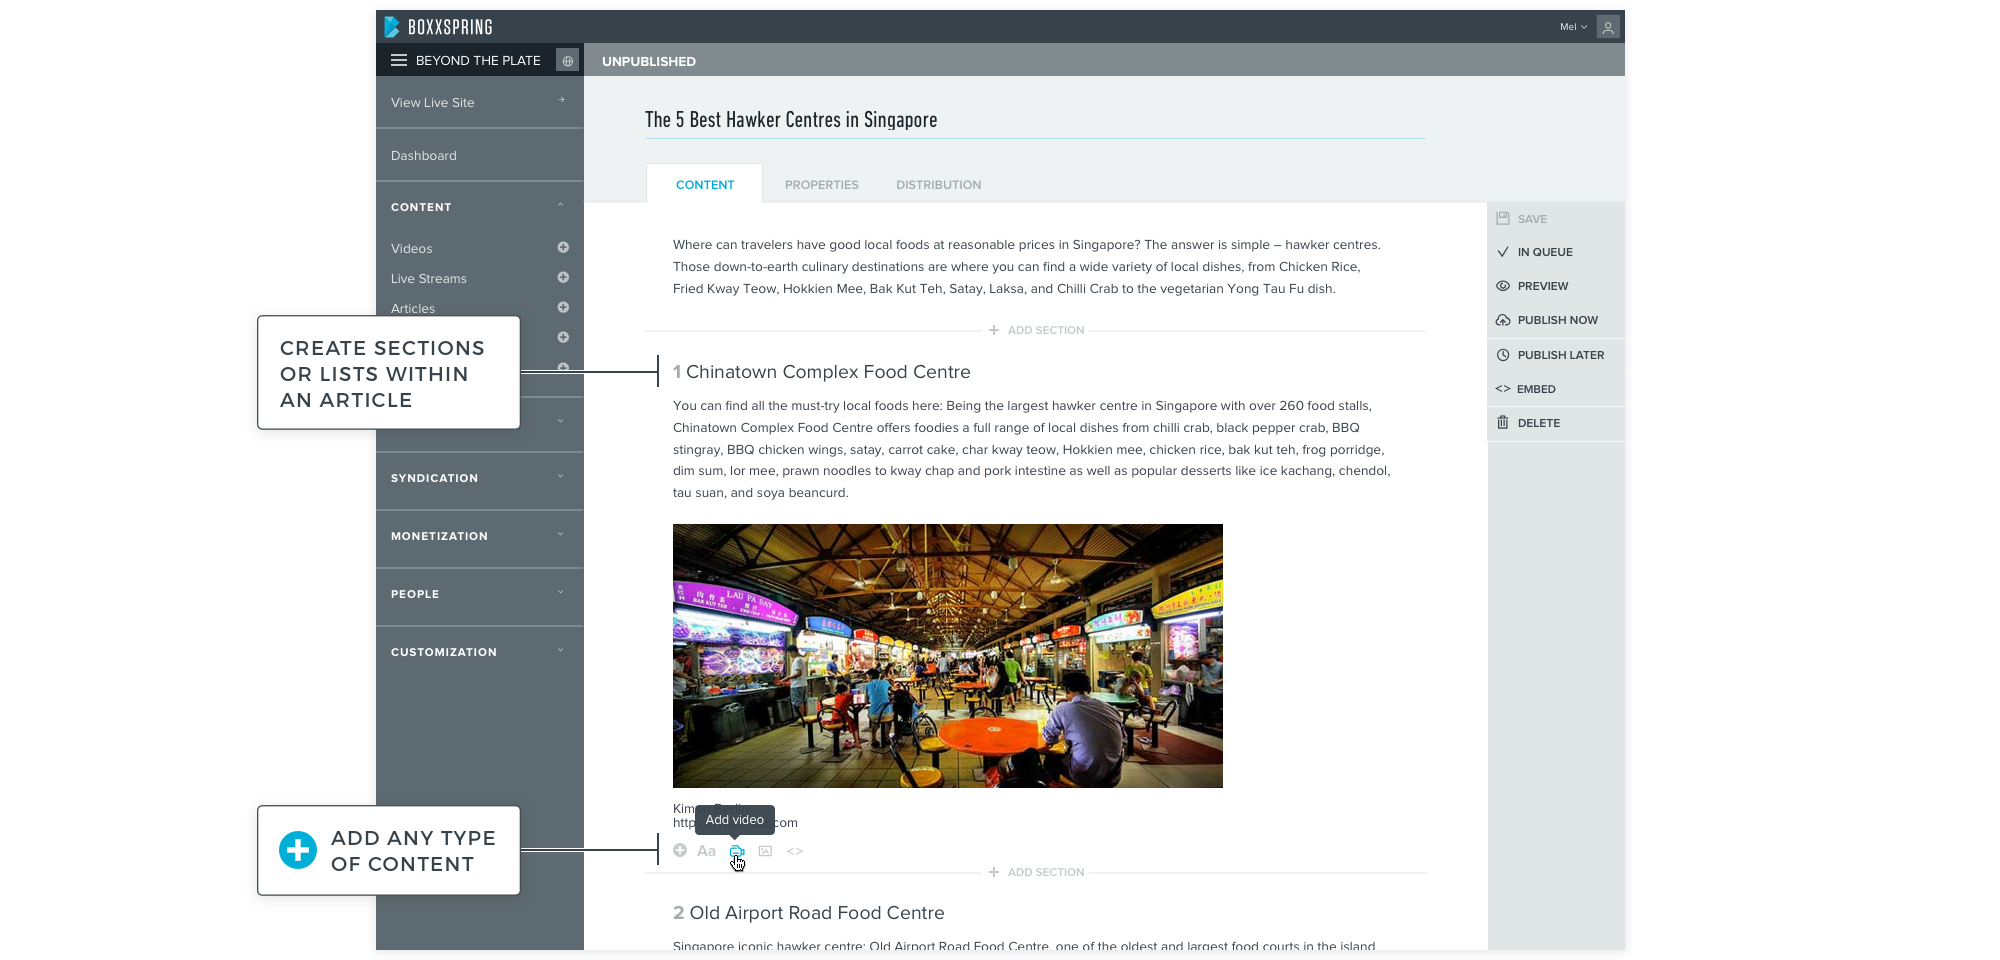 BOXXSPRING
Mel
BEYOND THE PLATE
UNPUBLISHED
View Live Site
Dashboard
CONTENT
Videos
Live Streams
Articles
SYNDICATION
MONETIZATION
PEOPLE
CUSTOMIZATION
CREATE SECTIONS
OR LISTS WITHIN
AN ARTICLE
ADD ANY TYPE
OF CONTENT
The 5 Best Hawker Centres in Singapore
CONTENT PROPERTIES DISTRIBUTION
Where can travelers have good local foods at reasonable prices in Singapore? The answer is simple – hawker centres.
Those down-to-earth culinary destinations are where you can find a wide variety of local dishes, from Chicken Rice,
Fried Kway Teow, Hokkien Mee, Bak Kut Teh, Satay, Laksa, and Chilli Crab to the vegetarian Yong Tau Fu dish.
+ ADD SECTION
1 Chinatown Complex Food Centre
You can find all the must-try local foods here: Being the largest hawker centre in Singapore with over 260 food stalls,
Chinatown Complex Food Centre offers foodies a full range of local dishes from chilli crab, black pepper crab, BBQ
stingray, BBQ chicken wings, satay, carrot cake, char kway teow, Hokkien mee, chicken rice, bak kut teh, frog porridge,
dim sum, lor mee, prawn noodles to kway chap and pork intestine as well as popular desserts like ice kachang, chendol,
tau suan, and soya beancurd.
LAU PA SAT
BAK KUT TEH
Add video
Aa <>
+ ADD SECTION
2 Old Airport Road Food Centre
Singapore iconic hawker centre: Old Airport Road Food Centre, one of the oldest and largest food courts in the island
SAVE
IN QUEUE
PREVIEW
PUBLISH NOW
PUBLISH LATER
<> EMBED
DELETE